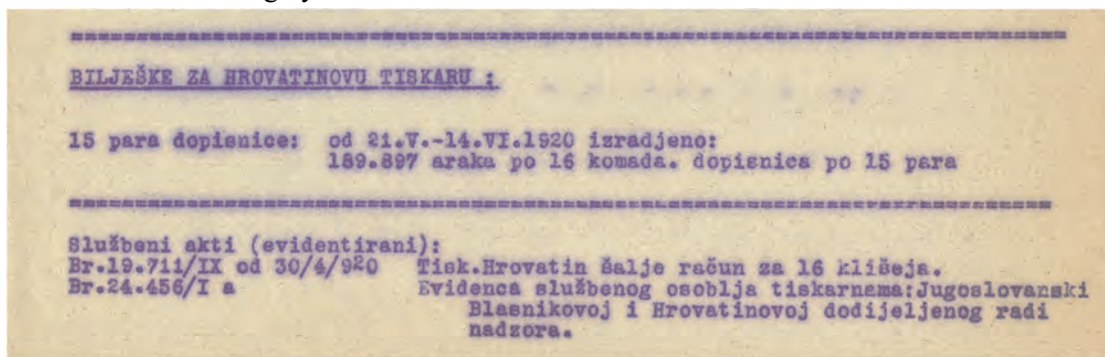 BILJEŠKE ZA HROVATINOVU TISKARU :
15 para dopisnice: od 21.V.-14.VI.1920 izradjeno:
189.897 araka po 16 komada. dopisnica po 15 para
Službeni akti (evidentirani):
Br.19.711/IX od 30/4/920 Tisk.Hrovatin šalje račun za 16 klišeja.
Br.24.456/I a Evidenca službenog osoblja tiskarnema:Jugoslovanski
Blasnikovoj i Hrovatinovoj dodijeljenog radi
nadzora.